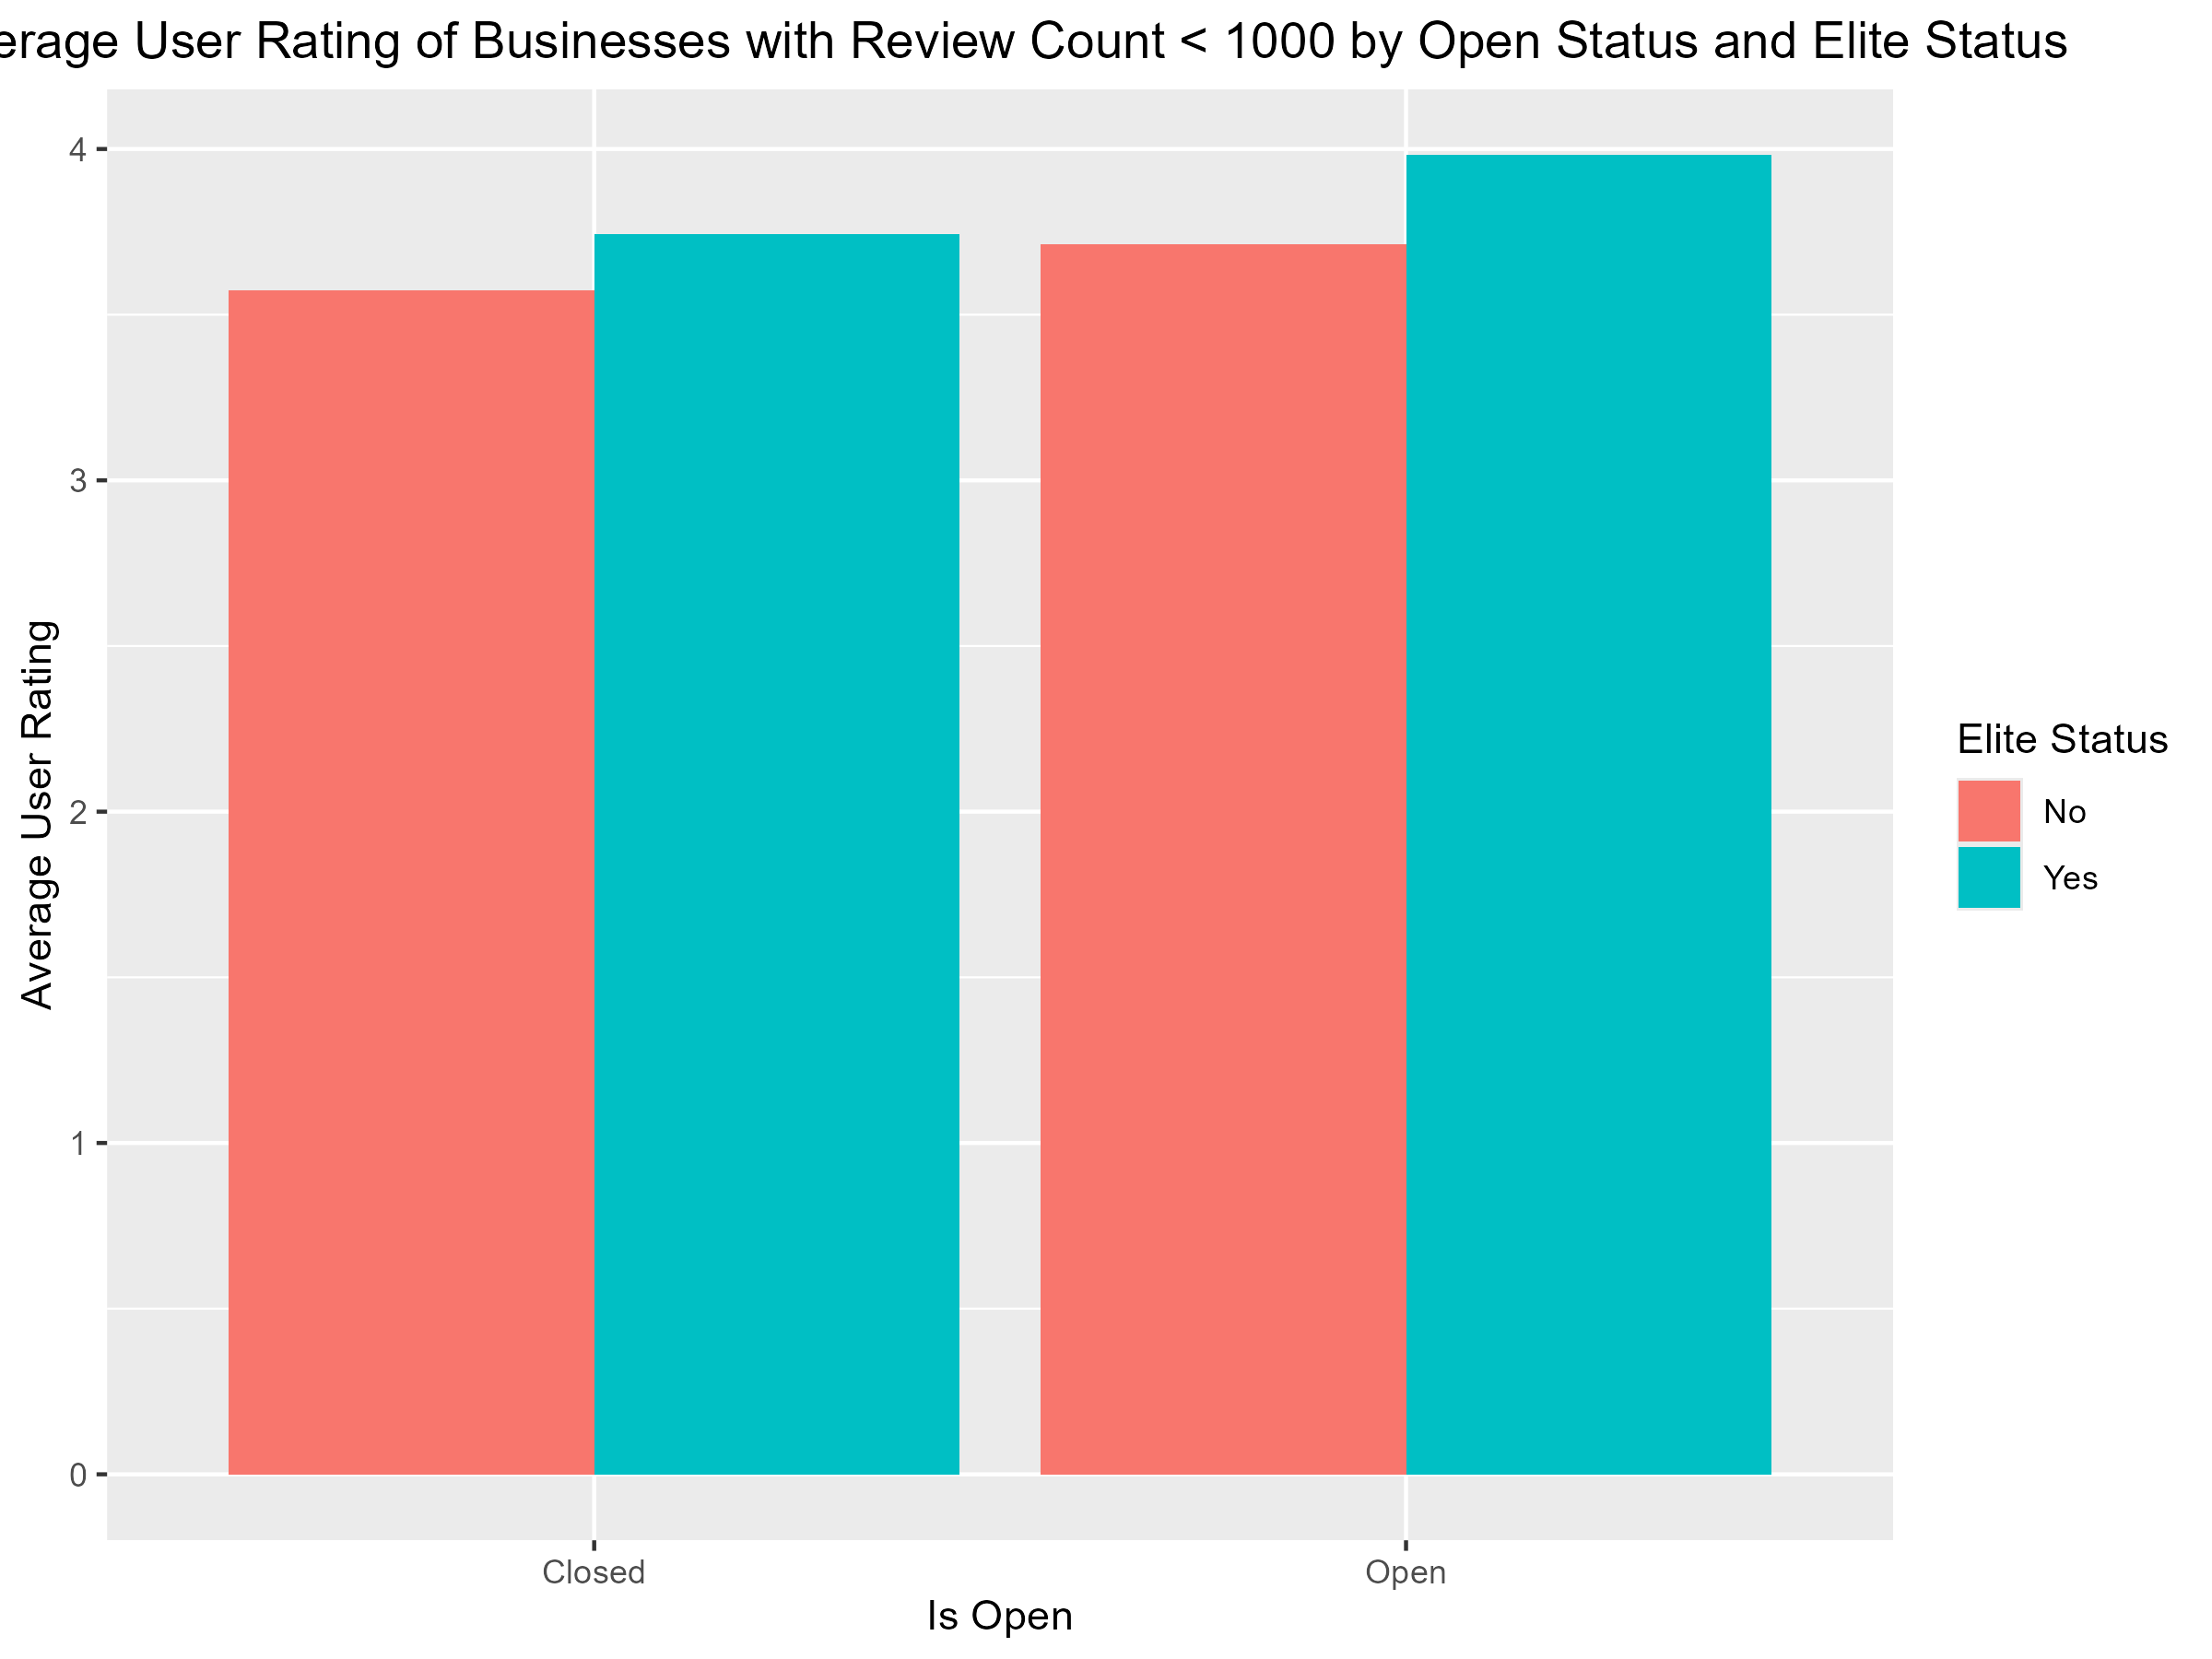 erage User Rating of Businesses with Review Count < 1000 by Open Status and Elite Status
4
3
2
1
0
Average User Rating
Closed
Open
Is Open
Elite Status
No
Yes